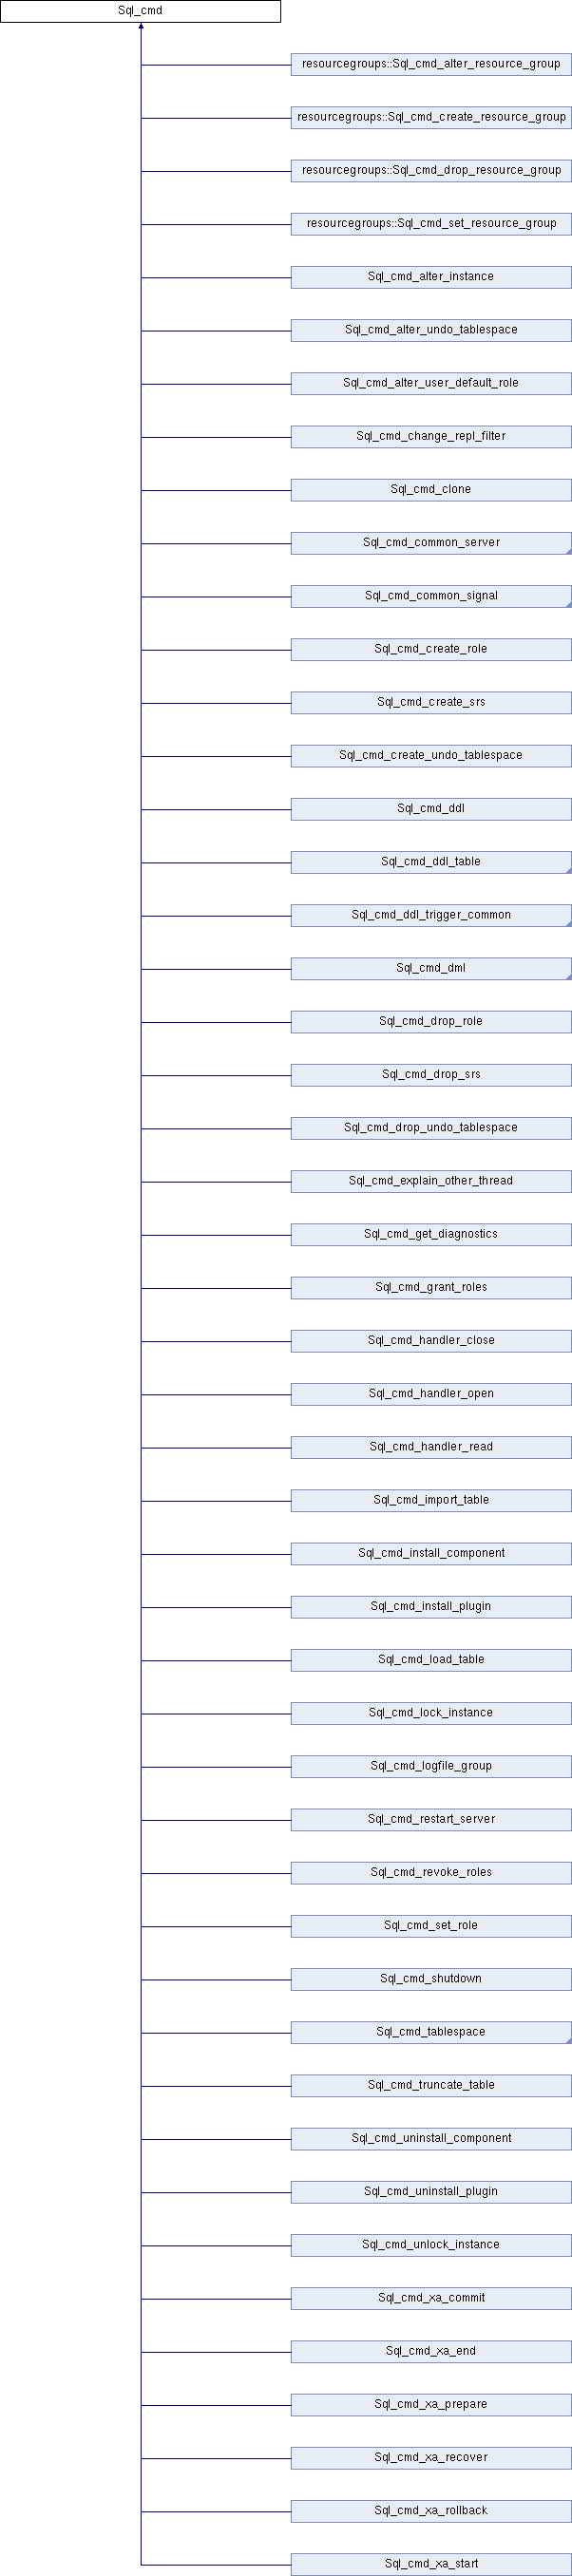 Sql_cmd
resourcegroups::Sql_cmd_alter_resource_group
resourcegroups::Sql_cmd_create_resource_group
resourcegroups::Sql_cmd_drop_resource_group
resourcegroups::Sql_cmd_set_resource_group
Sql_cmd_alter_instance
Sql_cmd_alter_undo_tablespace
Sql_cmd_alter_user_default_role
Sql_cmd_change_repl_filter
Sql_cmd_clone
Sql_cmd_common_server
Sql_cmd_common_signal
Sql_cmd_create_role
Sql_cmd_create_srs
Sql_cmd_create_undo_tablespace
Sql_cmd_ddl
Sql_cmd_ddl_table
Sql_cmd_ddl_trigger_common
Sql_cmd_dml
Sql_cmd_drop_role
Sql_cmd_drop_srs
Sql_cmd_drop_undo_tablespace
Sql_cmd_explain_other_thread
Sql_cmd_get_diagnostics
Sql_cmd_grant_roles
Sql_cmd_handler_close
Sql_cmd_handler_open
Sql_cmd_handler_read
Sql_cmd_import_table
Sql_cmd_install_component
Sql_cmd_install_plugin
Sql_cmd_load_table
Sql_cmd_lock_instance
Sql_cmd_logfile_group
Sql_cmd_restart_server
Sql_cmd_revoke_roles
Sql_cmd_set_role
Sql_cmd_shutdown
Sql_cmd_tablespace
Sql_cmd_truncate_table
Sql_cmd_uninstall_component
Sql_cmd_uninstall_plugin
Sql_cmd_unlock_instance
Sql_cmd_xa_commit
Sql_cmd_xa_end
Sql_cmd_xa_prepare
Sql_cmd_xa_recover
Sql_cmd_xa_rollback
Sql_cmd_xa_start